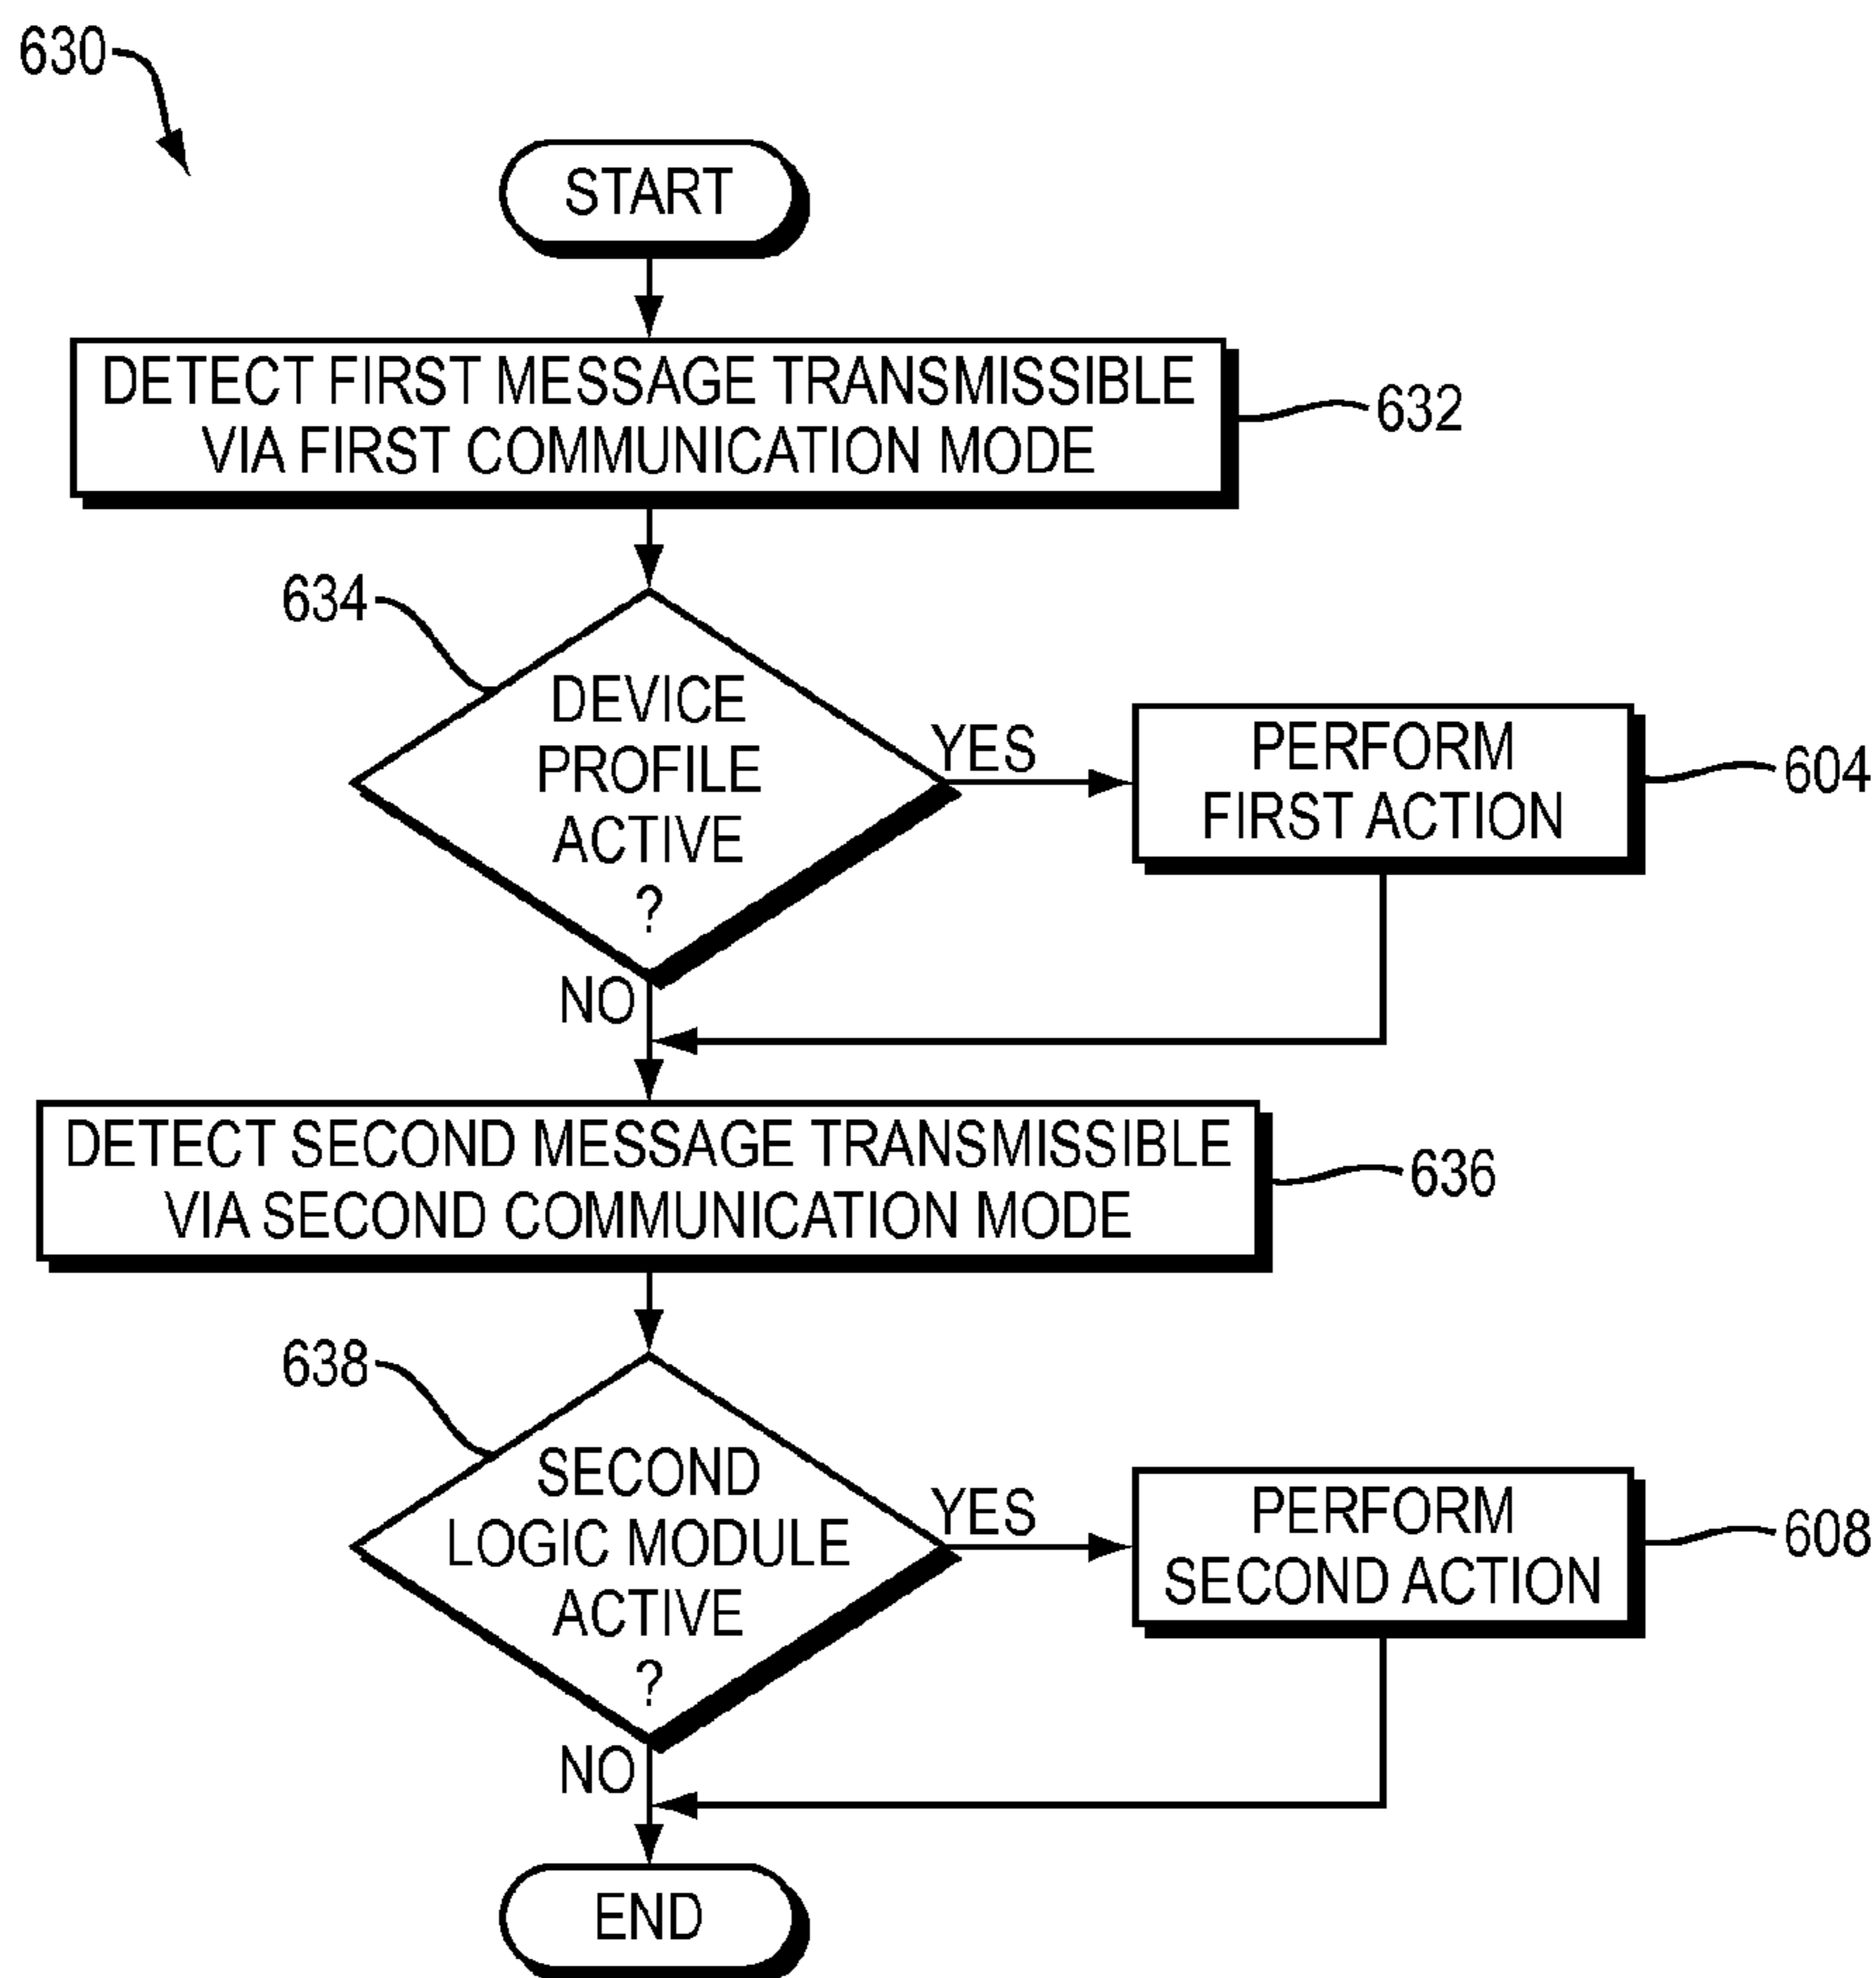 630
START
DETECT FIRST MESSAGE TRANSMISSIBLE
VIA FIRST COMMUNICATION MODE
632
634
DEVICE
PROFILE
ACTIVE
?
YES
PERFORM
FIRST ACTION
604
NO
DETECT SECOND MESSAGE TRANSMISSIBLE
VIA SECOND COMMUNICATION MODE
636
638
SECOND
LOGIC MODULE
ACTIVE
?
YES
PERFORM
SECOND ACTION
608
NO
END